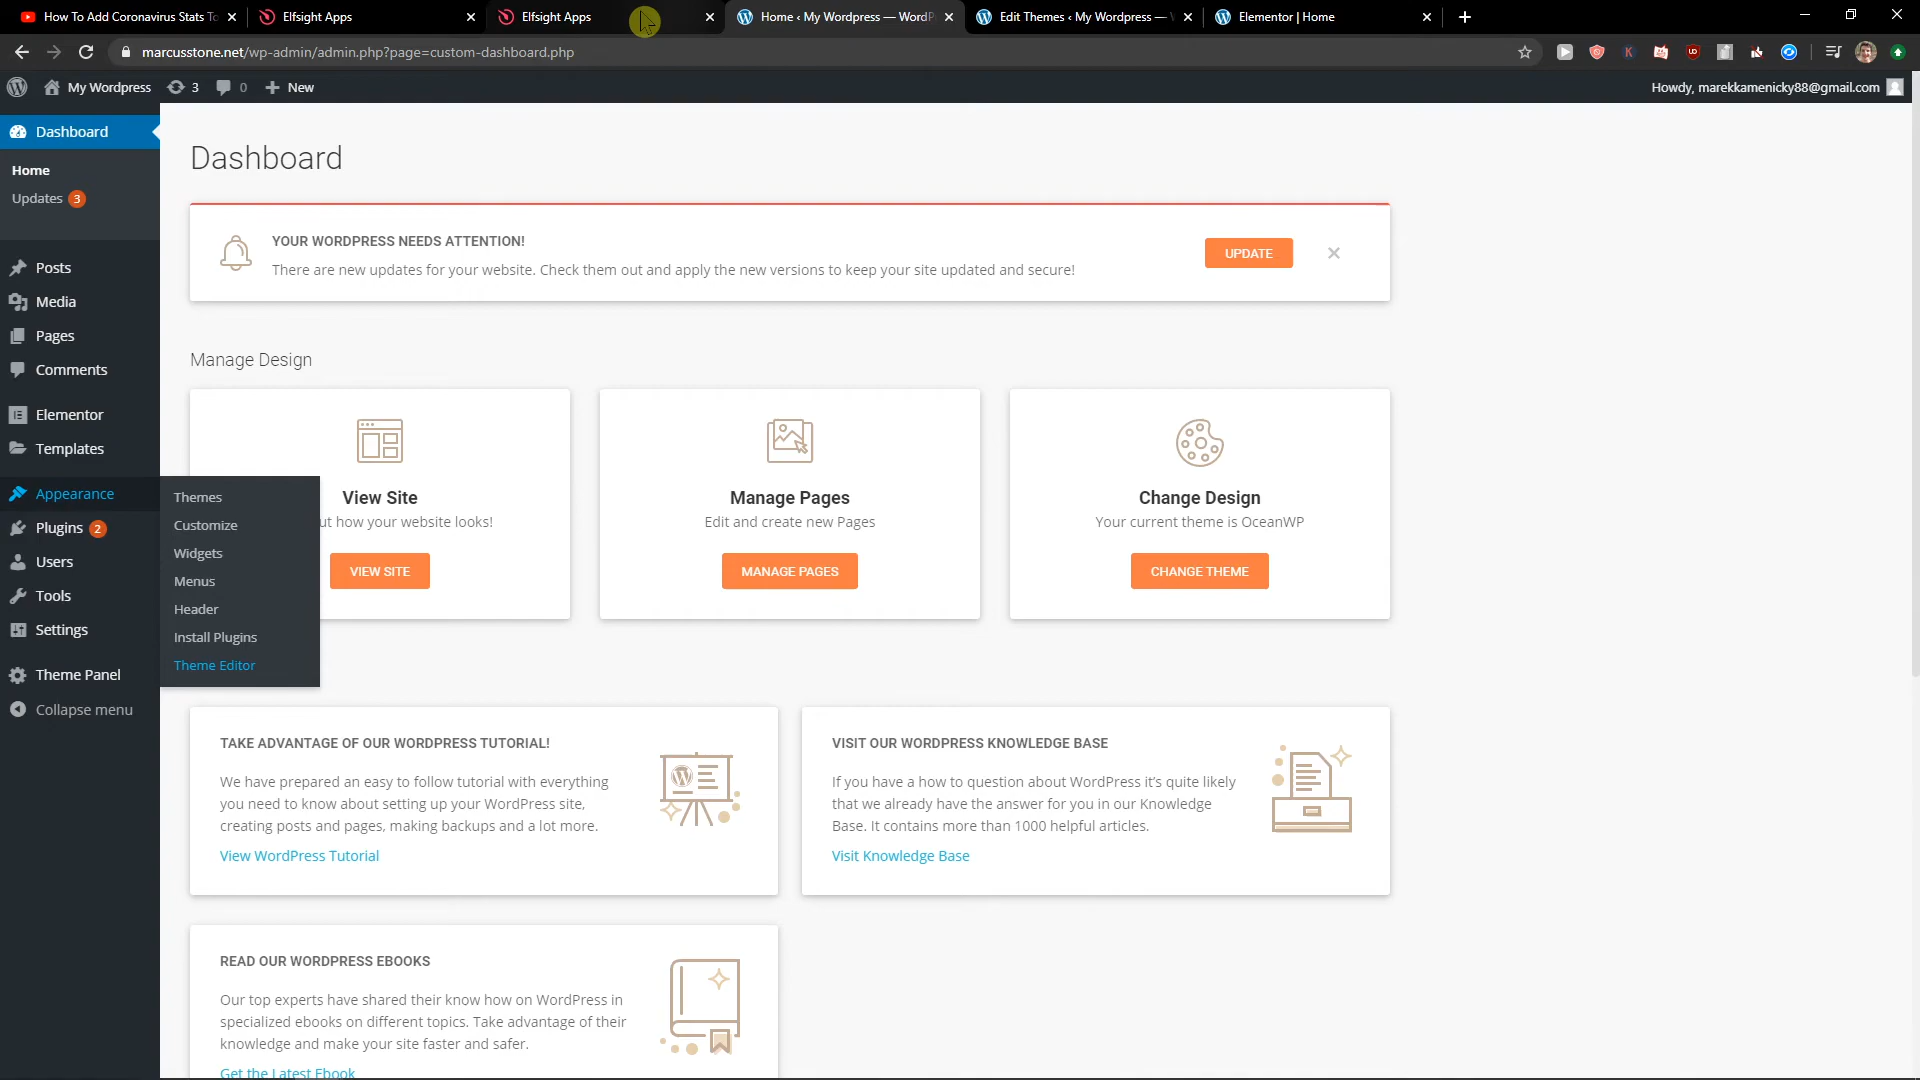 How To Add Coronavirus Stats To
Elfsight Apps
Elfsight Apps
Home ‹ My Wordpress — WordP
Edit Themes ‹ My Wordpress —
Elementor | Home
marcusstone.net/wp-admin/admin.php?page=custom-dashboard.php
My Wordpress
3
0
New
Howdy, marekkamenicky88@gmail.com
Dashboard
Home
Updates 3
Posts
Media
Pages
Comments
Elementor
Templates
Appearance
Plugins 2
Users
Tools
Settings
Theme Panel
Collapse menu
Themes
Customize
Widgets
Menus
Header
Install Plugins
Theme Editor
Dashboard
YOUR WORDPRESS NEEDS ATTENTION!
There are new updates for your website. Check them out and apply the new versions to keep your site updated and secure!
UPDATE
Manage Design
View Site
ut how your website looks!
VIEW SITE
Manage Pages
Edit and create new Pages
MANAGE PAGES
Change Design
Your current theme is OceanWP
CHANGE THEME
TAKE ADVANTAGE OF OUR WORDPRESS TUTORIAL!
We have prepared an easy to follow tutorial with everything
you need to know about setting up your WordPress site,
creating posts and pages, making backups and a lot more.
View WordPress Tutorial
VISIT OUR WORDPRESS KNOWLEDGE BASE
If you have a how to question about WordPress it's quite likely
that we already have the answer for you in our Knowledge
Base. It contains more than 1000 helpful articles.
Visit Knowledge Base
READ OUR WORDPRESS EBOOKS
Our top experts have shared their know how on WordPress in
specialized ebooks on different topics. Take advantage of their
knowledge and make your site faster and safer.
Get the Latest Ebook